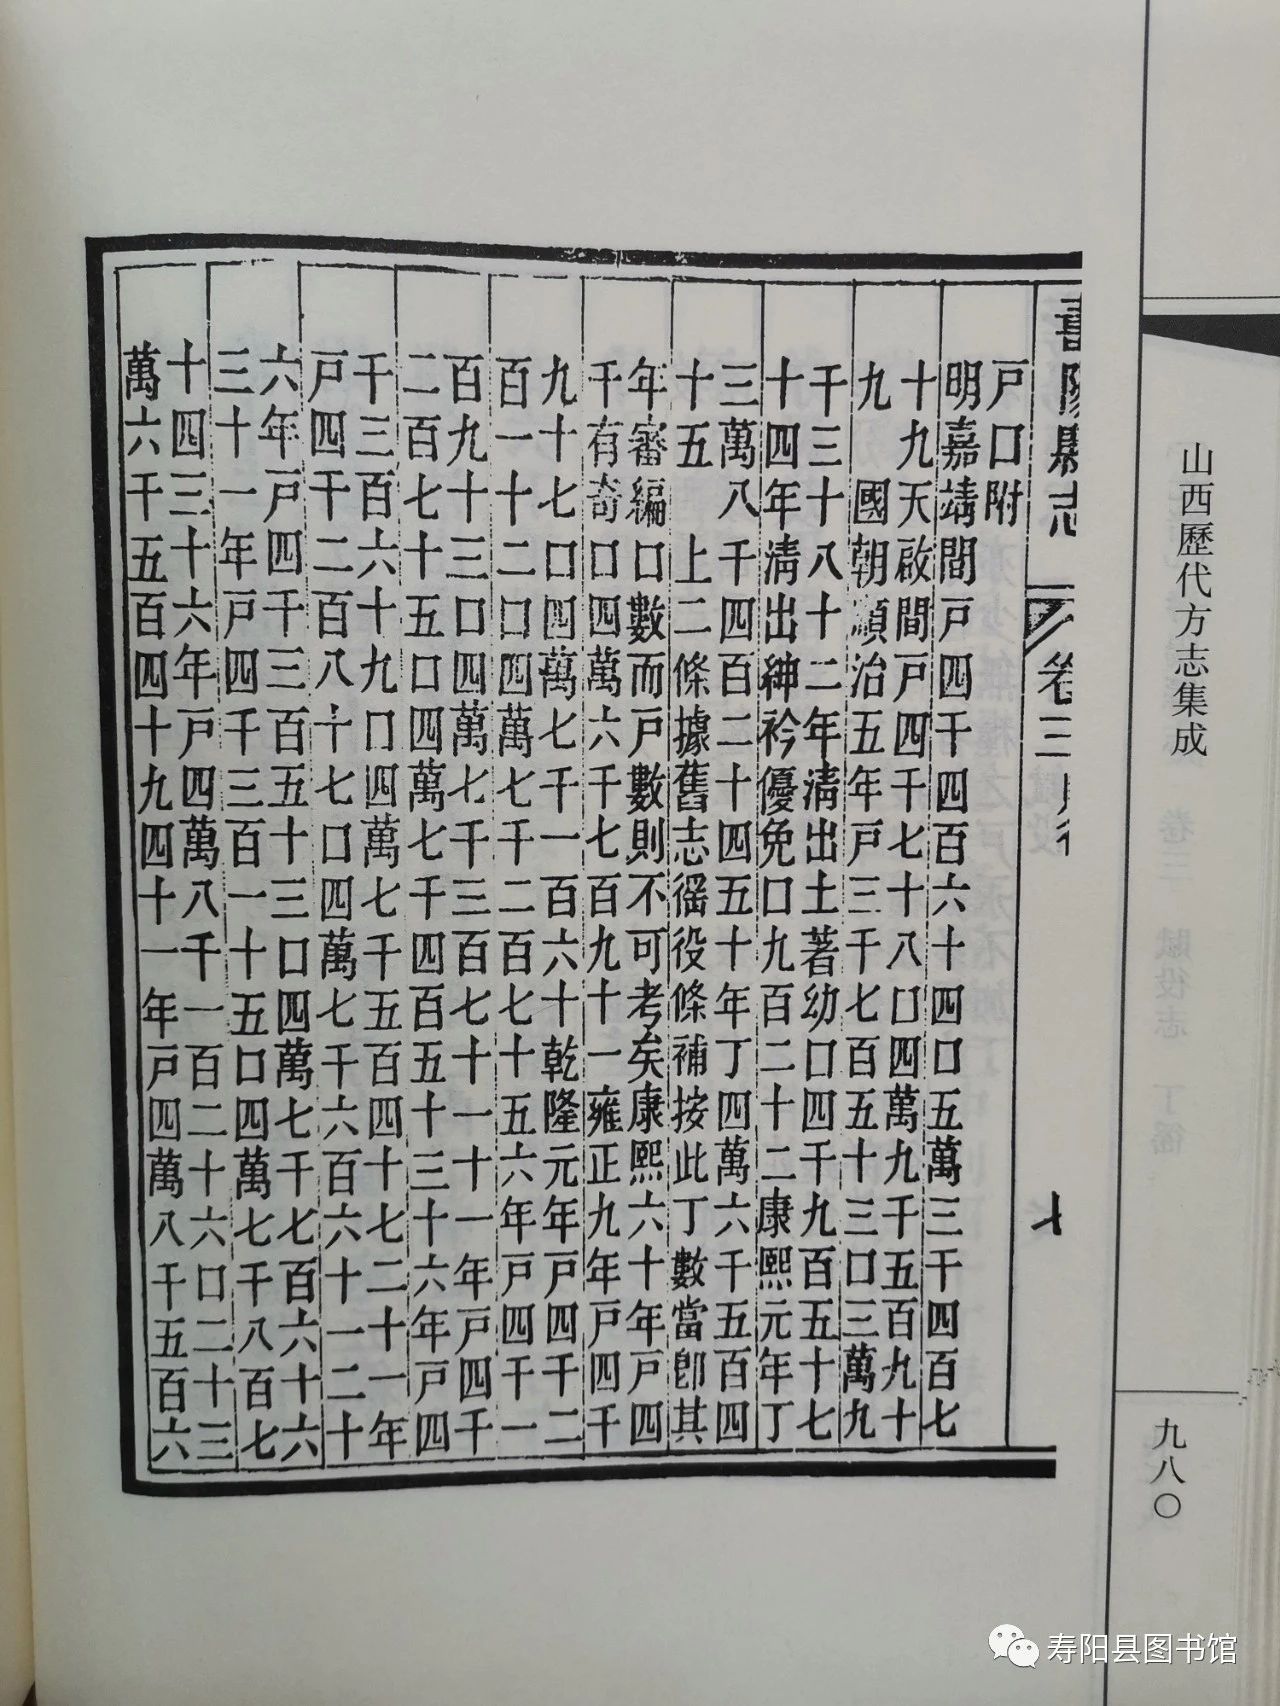 山西歷代方志集成
九八〇
壽陽縣志 卷三 七
戶口附
明嘉靖間戶四千四百六十四口五萬三千四百七
十九天啟間戶四千七十八口四萬九千五百九十
九 國朝順治五年戶三千七百五十三口三萬九
千三十八十二年淸出土著幼口四千九百五十七
十四年淸出紳衿優免口九百二十二康熙元年丁
三萬八千四百二十四五十年丁四萬六千五百四
十五 上二條據舊志徭役條補按此丁數當卽其
年審編口數而戶數則不可考矣康熙六十年戶四
千有奇口四萬六千七百九十一雍正九年戶四千
九十七口四萬七千一百六十乾隆元年戶四千二
百一十二口四萬七千二百七十五六年戶四千一
百九十三口四萬七千三百七十一十一年戶四千
二百七十五口四萬七千四百五十三十六年戶四
千三百六十九口四萬七千五百四十七二十一年
戶四千二百八十七口四萬七千六百六十一二十
六年戶四千三百五十三口四萬七千七百六十六
三十一年戶四千三百一十五口四萬七千八百七
十四三十六年戶四萬八千一百二十六口二十三
萬六千五百四十九四十一年戶四萬八千五百六
寿阳县图书馆